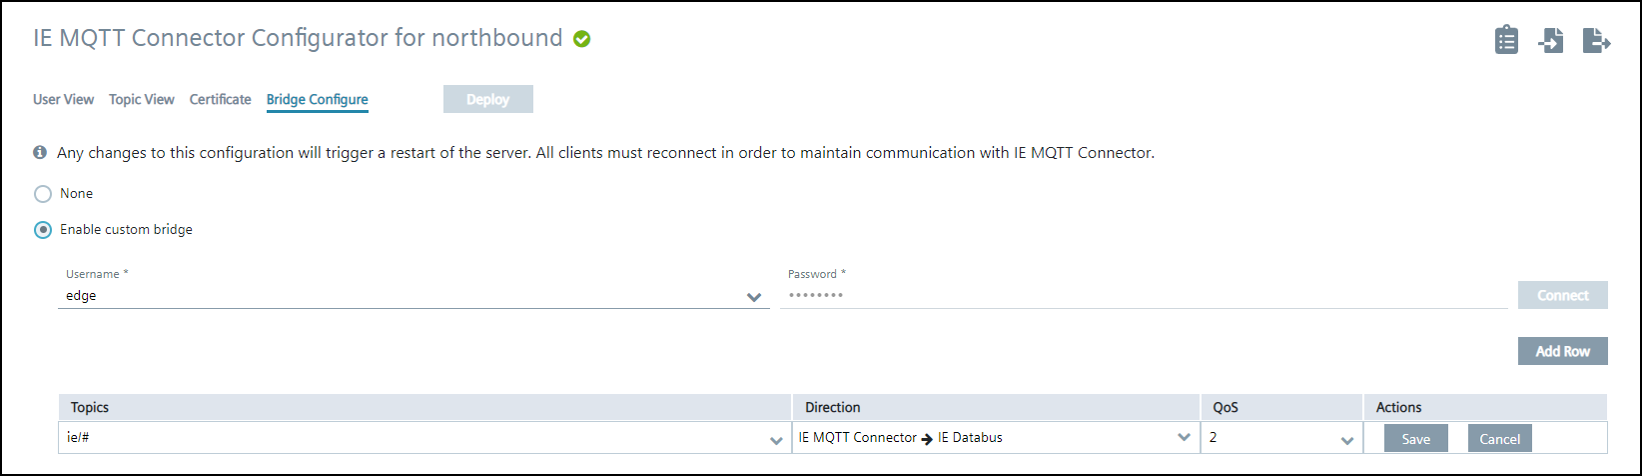 IE MQTT Connector Configurator for northbound
User View Topic View Certificate Bridge Configure Deploy
Any changes to this configuration will trigger a restart of the server. All clients must reconnect in order to maintain communication with IE MQTT Connector.
None
Enable custom bridge
Username * Password *
edge •••••••• Connect
Add Row
Topics Direction QoS Actions
ie/# IE MQTT Connector → IE Databus 2 Save Cancel